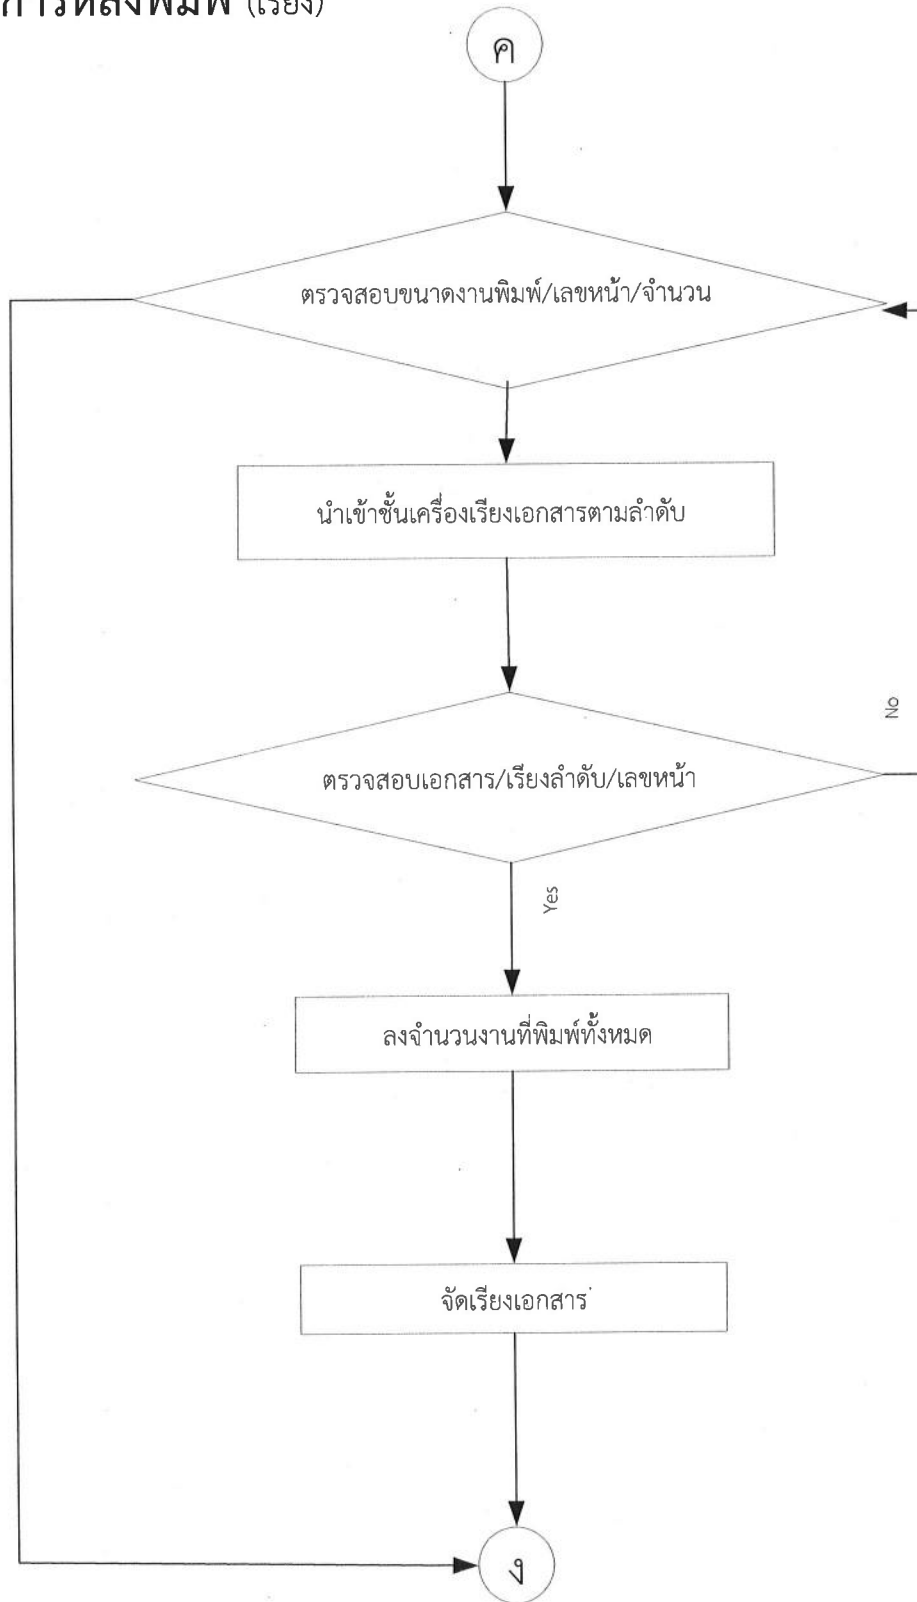 การหลังพิมพ์ (เรียง)
ค
ตรวจสอบขนาดงานพิมพ์/เลขหน้า/จำนวน
นำเข้าชั้นเครื่องเรียงเอกสารตามลำดับ
No
ตรวจสอบเอกสาร/เรียงลำดับ/เลขหน้า
Yes
ลงจำนวนงานที่พิมพ์ทั้งหมด
จัดเรียงเอกสาร
ง